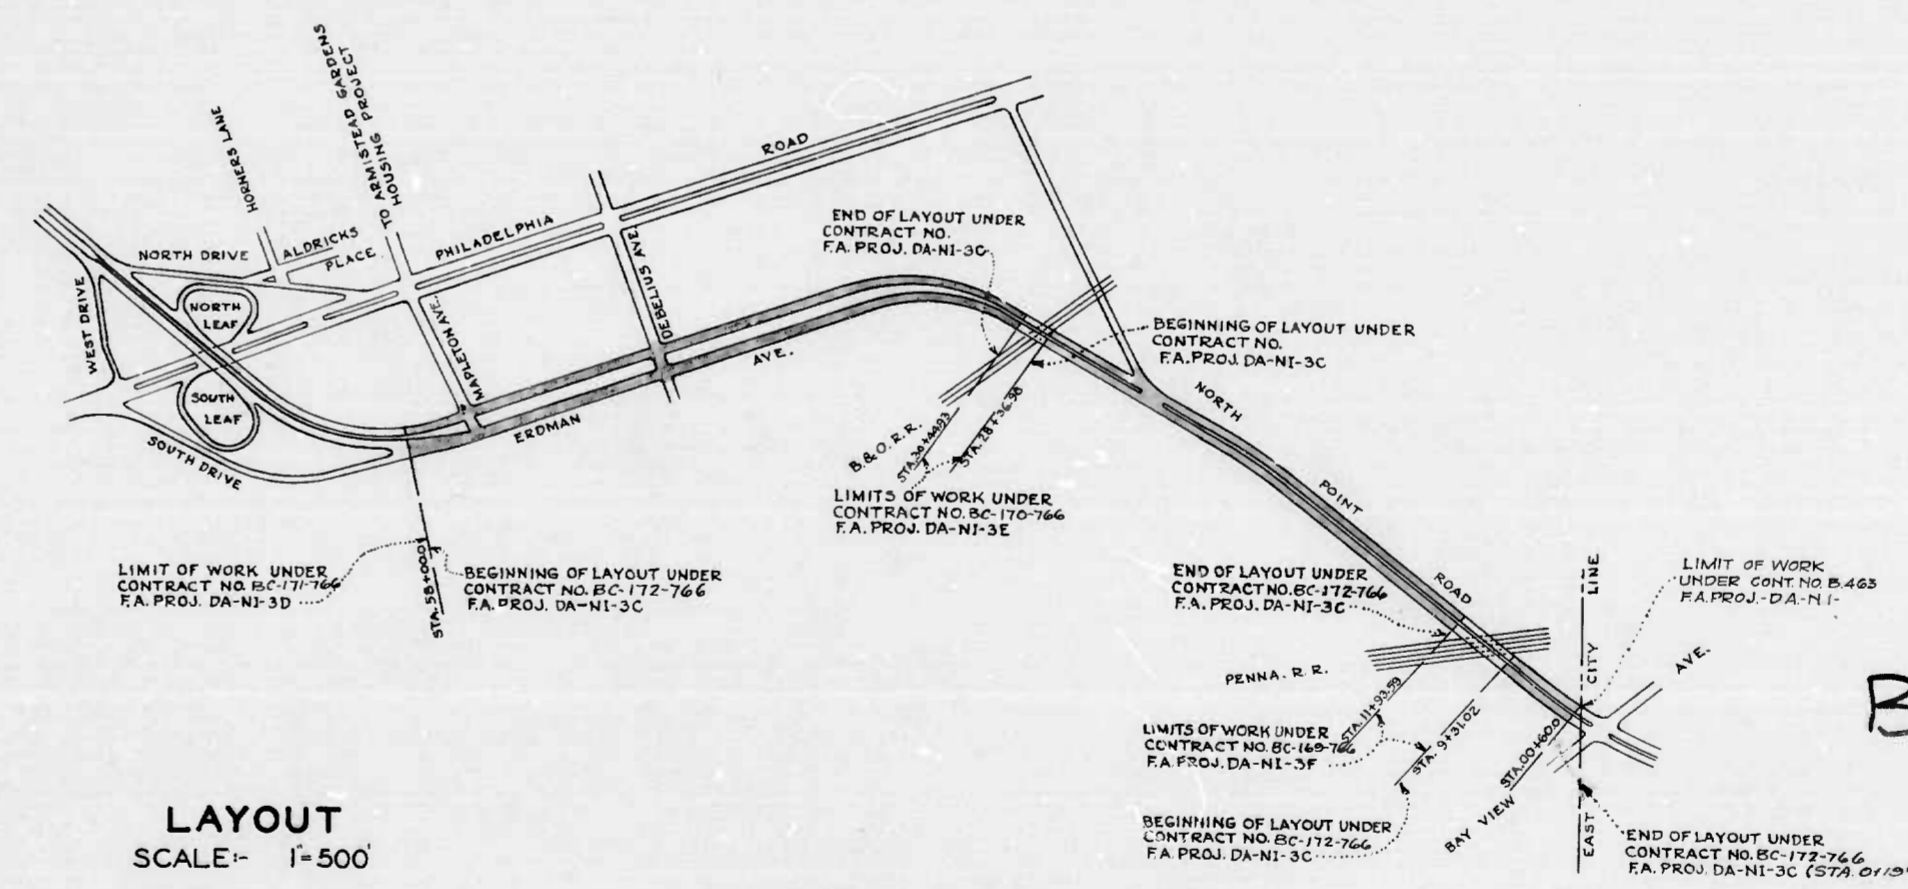 TO ARMISTEAD GARDENS
HOUSING PROJECT
HORNERS LANE
NORTH DRIVE
ALDRICKS
PLACE
PHILADELPHIA
ROAD
WEST DRIVE
NORTH
LEAF
SOUTH
LEAF
SOUTH DRIVE
MAPLETON AVE.
DEBELIUS AVE.
ERDMAN
AVE.
END OF LAYOUT UNDER
CONTRACT NO.
F.A. PROJ. DA-NI-3C
BEGINNING OF LAYOUT UNDER
CONTRACT NO.
F.A. PROJ. DA-NI-3C
B. & O. R. R.
STA. 30+44.93
STA. 28+36.98
LIMITS OF WORK UNDER
CONTRACT NO. BC-170-766
F.A. PROJ. DA-NI-3E
NORTH
POINT
ROAD
LIMIT OF WORK UNDER
CONTRACT NO. BC-171-766
F.A. PROJ. DA-NI-3D
STA. 58+00.0
BEGINNING OF LAYOUT UNDER
CONTRACT NO. BC-172-766
F.A. PROJ. DA-NI-3C
END OF LAYOUT UNDER
CONTRACT NO. BC-172-766
F.A. PROJ. DA-NI-3C
PENNA. R. R.
STA. 11+93.59
STA. 9+31.02
LIMITS OF WORK UNDER
CONTRACT NO. BC-169-766
F.A. PROJ. DA-NI-3F
BEGINNING OF LAYOUT UNDER
CONTRACT NO. BC-172-766
F.A. PROJ. DA-NI-3C
LIMIT OF WORK
UNDER CONT. NO. B.463
F.A. PROJ.-DA-NI-
EAST CITY LINE
BAY VIEW
AVE.
STA. 00+60.0
END OF LAYOUT UNDER
CONTRACT NO. BC-172-766
F.A. PROJ. DA-NI-3C
LAYOUT
SCALE:- 1"=500'